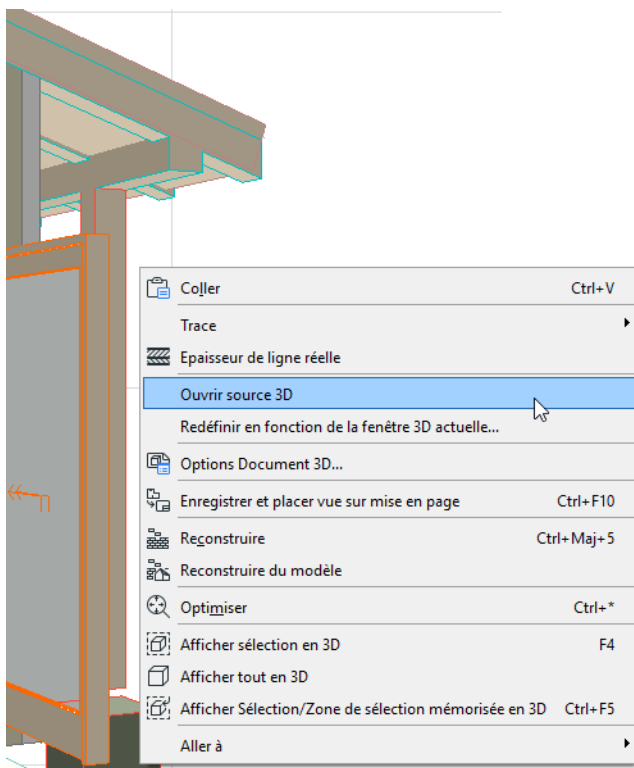 Coller Ctrl+V
Trace
Epaisseur de ligne réelle
Ouvrir source 3D
Redéfinir en fonction de la fenêtre 3D actuelle...
Options Document 3D...
Enregistrer et placer vue sur mise en page Ctrl+F10
Reconstruire Ctrl+Maj+5
Reconstruire du modèle
Optimiser Ctrl+*
Afficher sélection en 3D F4
Afficher tout en 3D
Afficher Sélection/Zone de sélection mémorisée en 3D Ctrl+F5
Aller à